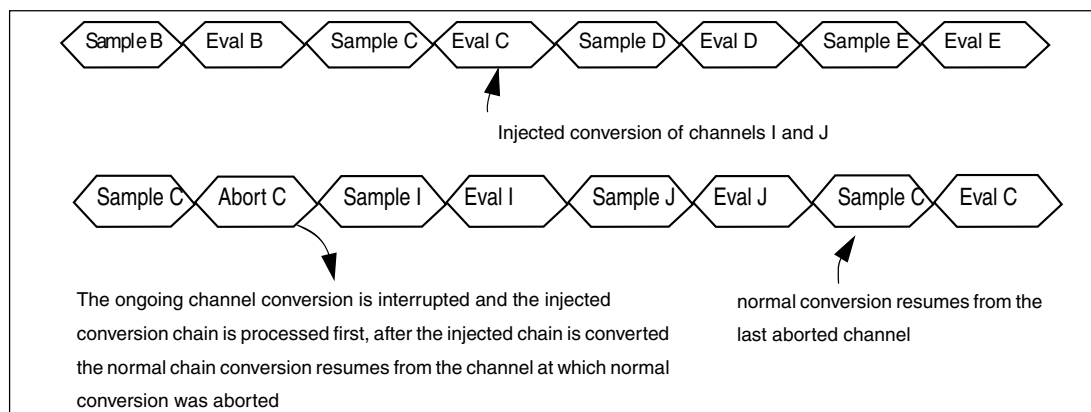 Sample B Eval B Sample C Eval C Sample D Eval D Sample E Eval E
Injected conversion of channels I and J
Sample C Abort C Sample I Eval I Sample J Eval J Sample C Eval C
The ongoing channel conversion is interrupted and the injected
conversion chain is processed first, after the injected chain is converted
the normal chain conversion resumes from the channel at which normal
conversion was aborted
normal conversion resumes from the
last aborted channel